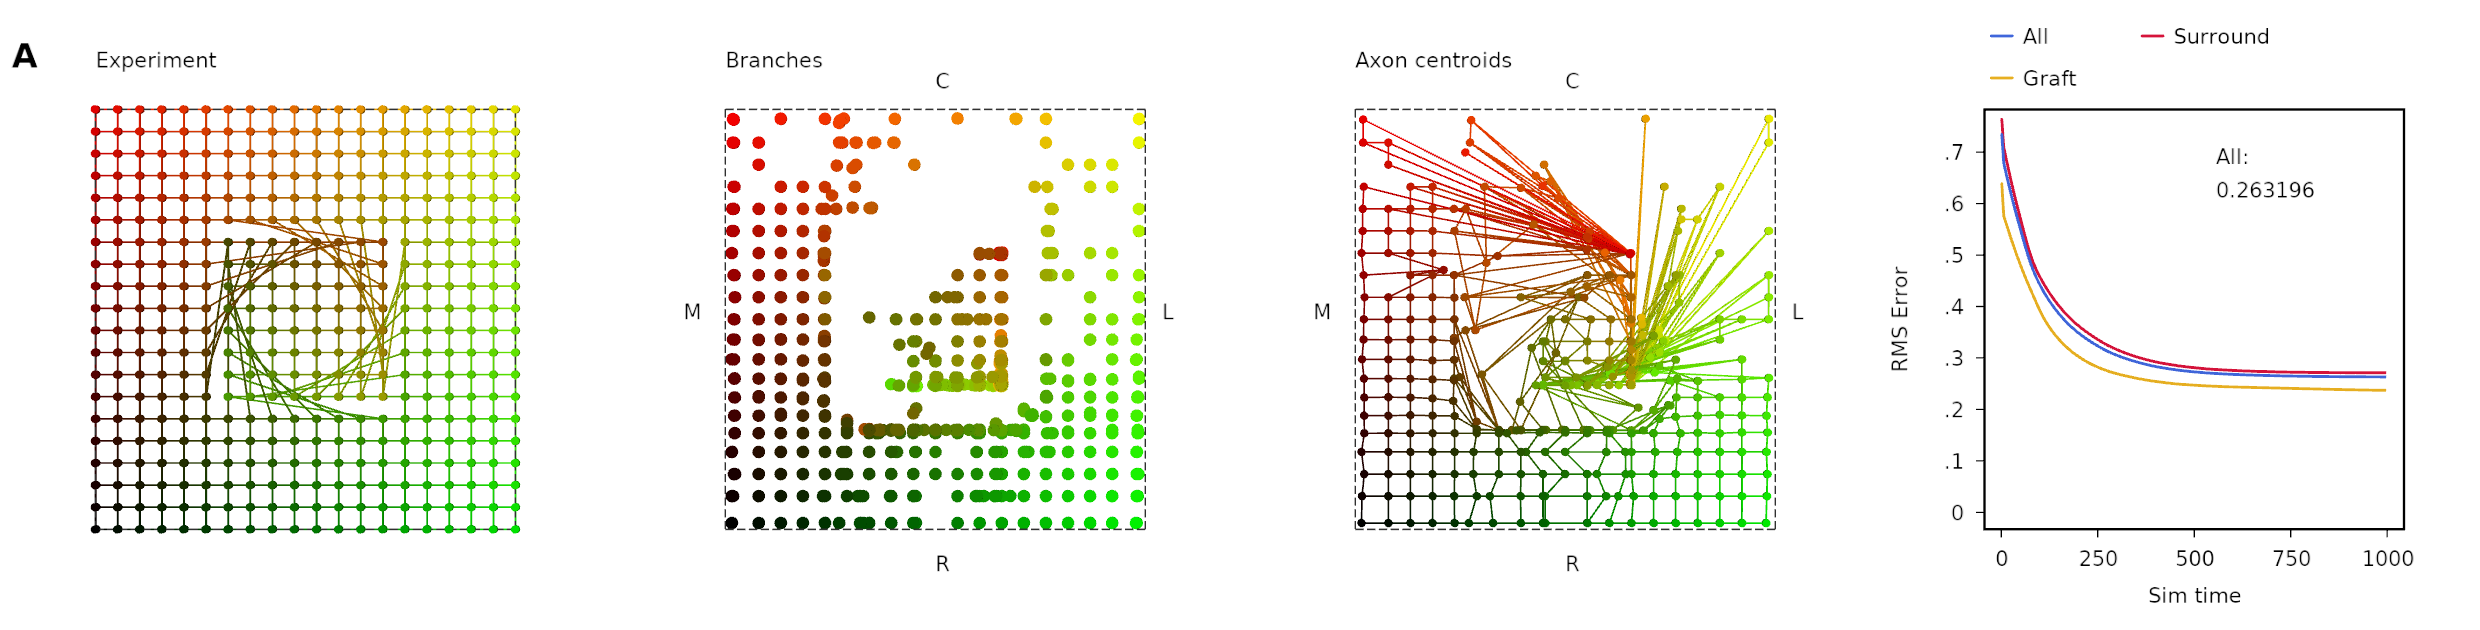 A
Experiment
Branches
C
M
L
R
Axon centroids
C
M
L
R
All
Surround
Graft
All:
0.263196
RMS Error
.7
.6
.5
.4
.3
.2
.1
0
0 250 500 750 1000
Sim time